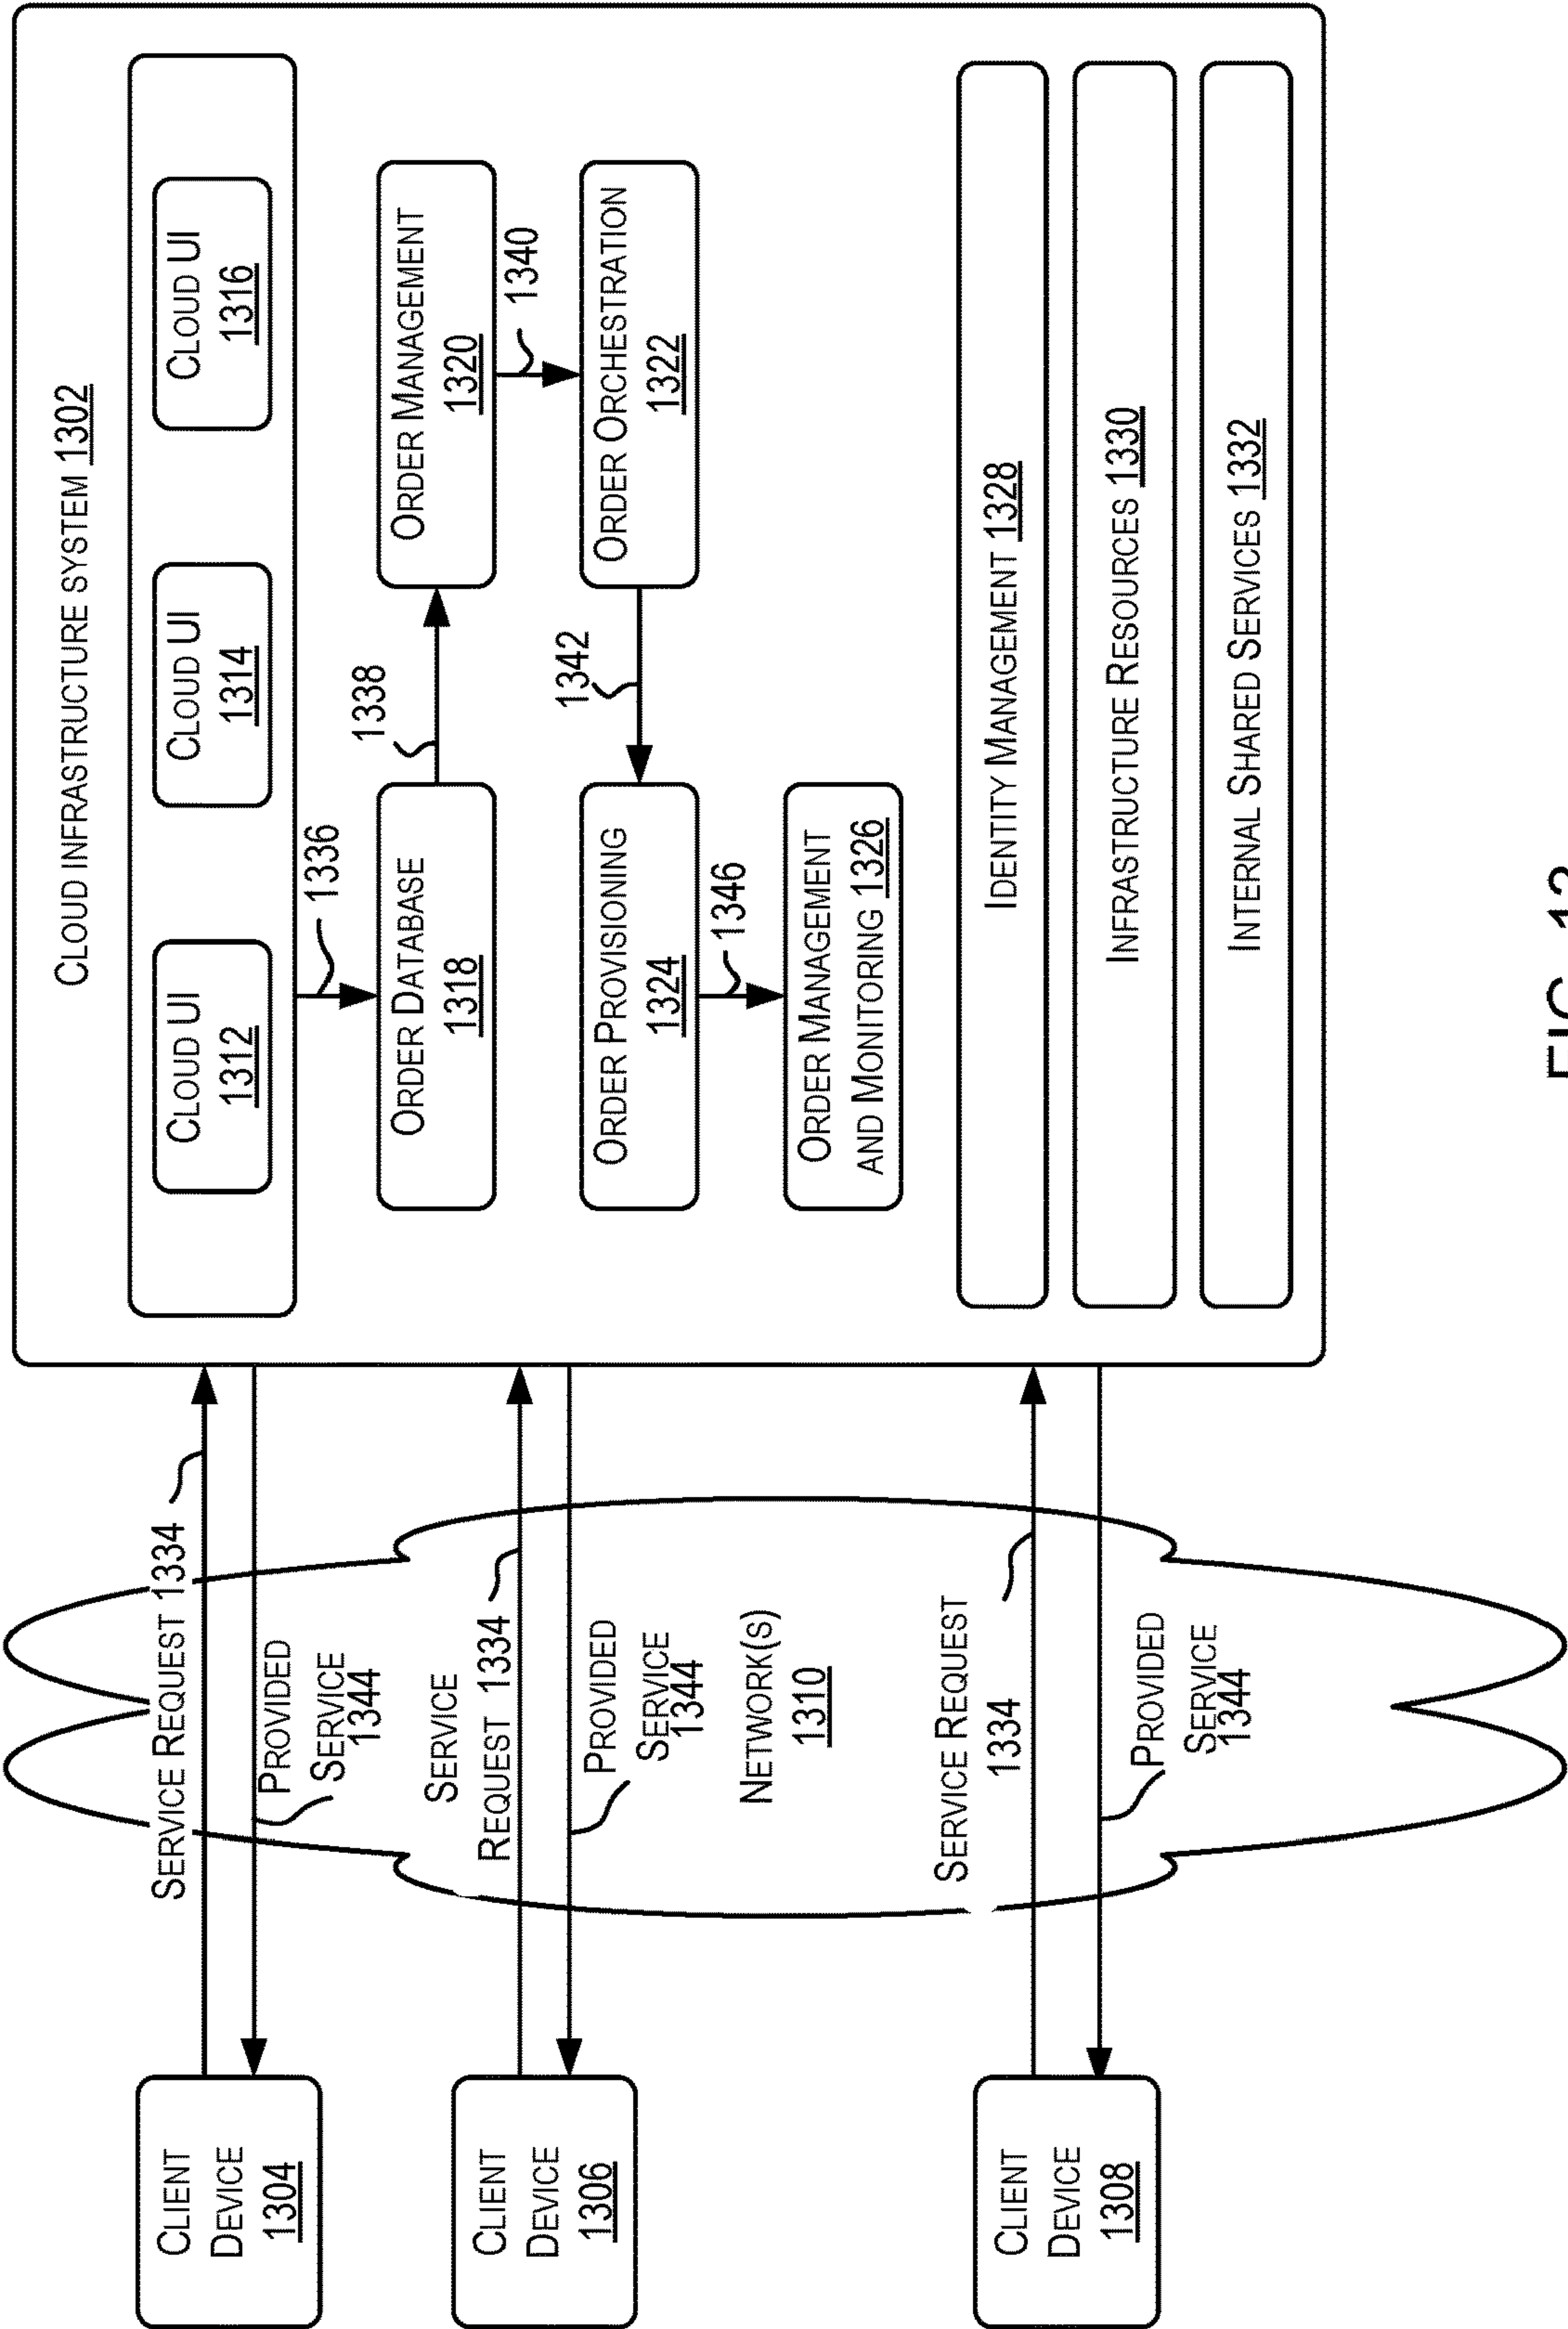 CLOUD INFRASTRUCTURE SYSTEM 1302
CLOUD UI
1312
CLOUD UI
1314
CLOUD UI
1316
1336
ORDER DATABASE
1318
1338
ORDER MANAGEMENT
1320
1340
ORDER PROVISIONING
1324
1342
ORDER ORCHESTRATION
1322
1346
ORDER MANAGEMENT
AND MONITORING 1326
IDENTITY MANAGEMENT 1328
INFRASTRUCTURE RESOURCES 1330
INTERNAL SHARED SERVICES 1332
CLIENT
DEVICE
1304
SERVICE REQUEST 1334
PROVIDED
SERVICE
1344
CLIENT
DEVICE
1306
SERVICE
REQUEST 1334
PROVIDED
SERVICE
1344
NETWORK(S)
1310
CLIENT
DEVICE
1308
SERVICE REQUEST
1334
PROVIDED
SERVICE
1344